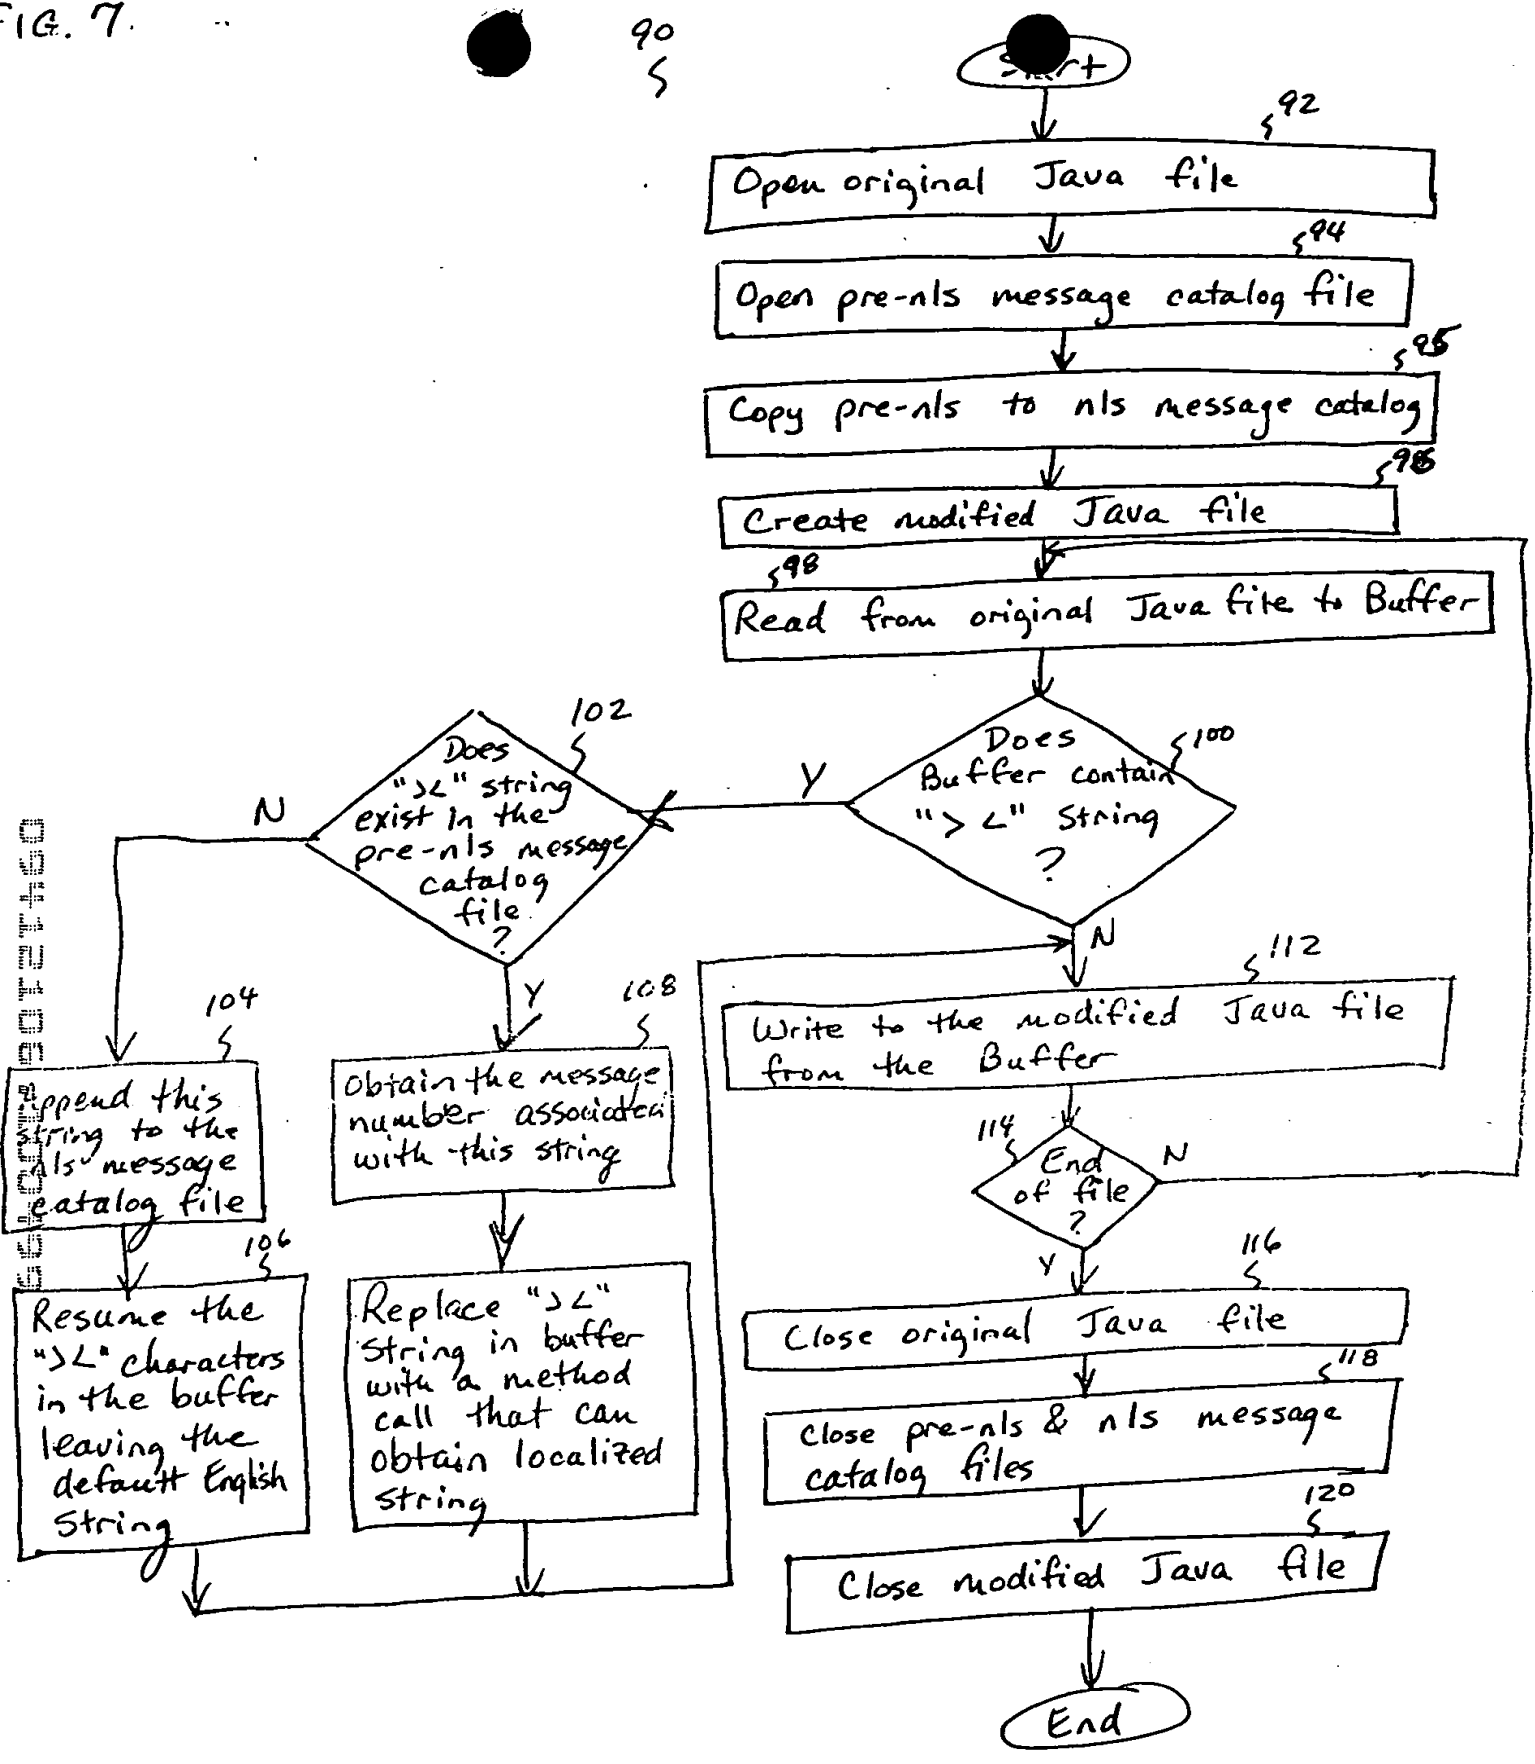 FIG. 7.
90
Start
92
Open original Java file
94
Open pre-nls message catalog file
95
Copy pre-nls to nls message catalog
Create modified Java file
98
Read from original Java file to Buffer
100
Does
Buffer contain
"> <" String
?
Y
N
102
Does
"><" string
exist in the
pre-nls message
catalog
file
?
N
Y
104
Append this
string to the
nls message
catalog file
106
Resume the
"><" characters
in the buffer
leaving the
default English
String
108
Obtain the message
number associated
with this string
Replace "><"
string in buffer
with a method
call that can
obtain localized
string
112
Write to the modified Java file
from the Buffer
114
End
of file
?
N
Y
116
Close original Java file
118
Close pre-nls & nls message
catalog files
120
Close modified Java file
End